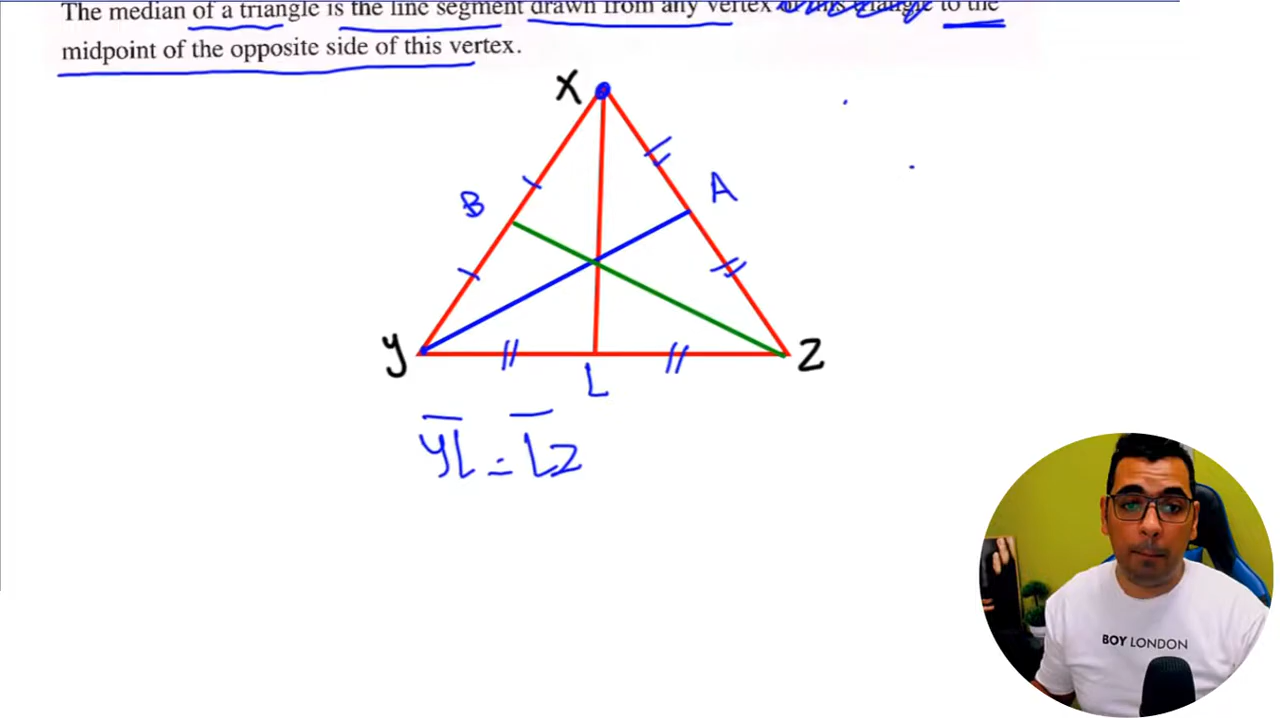 The median of a triangle is the line segment drawn from any vertex to the
midpoint of the opposite side of this vertex.
X
B
A
y
Z
L
yL = LZ
BOY LONDON